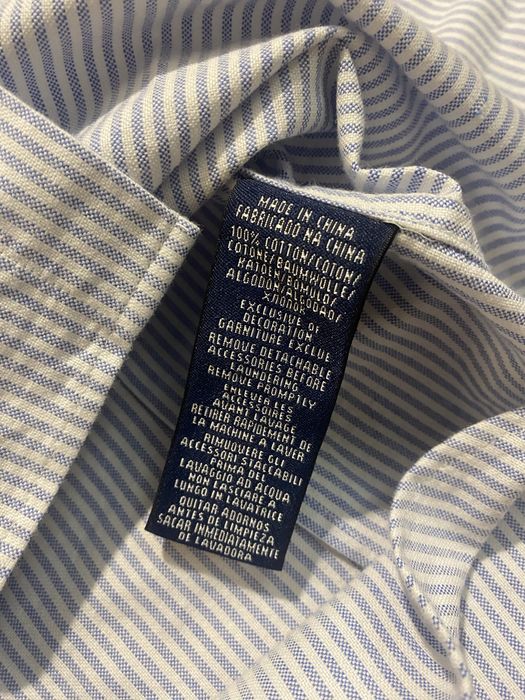 MADE IN CHINA
FABRICADO NA CHINA
100% COTTON/COTON/
COTONE/BAUMWOLLE/
KATOEN/BOMULD/
ALGODÓN/ALGODÃO/
ХЛОПОК
EXCLUSIVE OF
DECORATION
GARNITURE EXCLUE
REMOVE DETACHABLE
ACCESSORIES BEFORE
LAUNDERING
REMOVE PROMPTLY
ENLEVER LES
ACCESSOIRES
AVANT LAVAGE
RETIRER RAPIDEMENT DE
LA MACHINE A LAVER
RIMUOVERE GLI
ACCESSORI STACCABILI
PRIMA DEL
LAVAGGIO AD ACQUA
NON LASCIARE A
LUNGO IN LAVATRICE
QUITAR ADORNOS
ANTES DE LIMPIEZA
SACAR INMEDIATAMENTE
DE LAVADORA